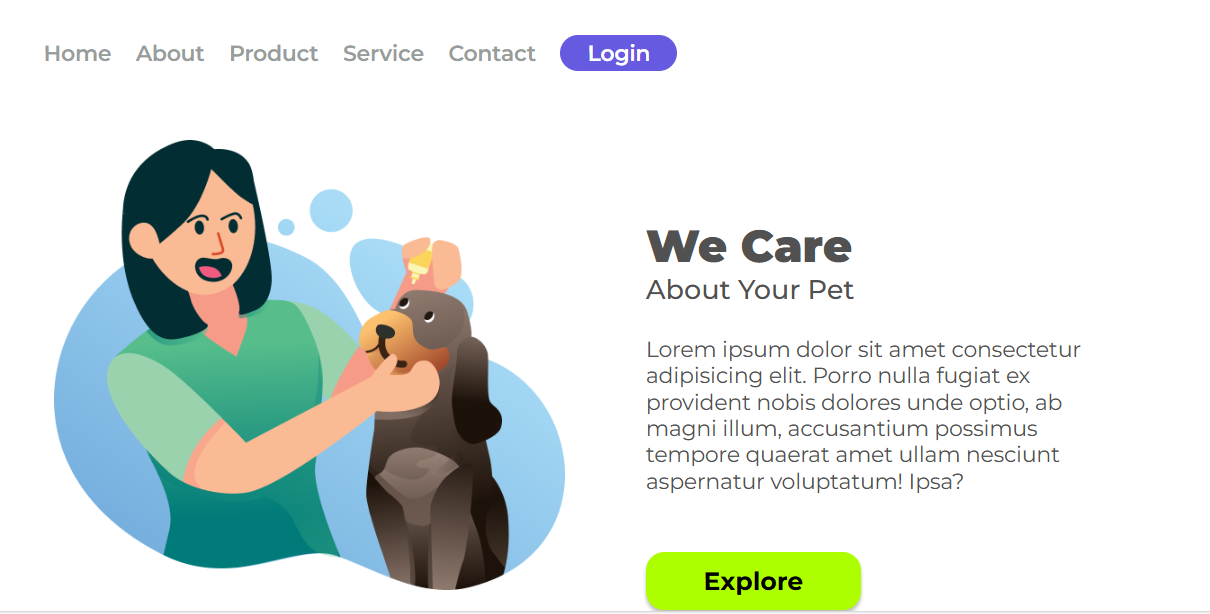 Home About Product Service Contact Login
We Care
About Your Pet
Lorem ipsum dolor sit amet consectetur
adipisicing elit. Porro nulla fugiat ex
provident nobis dolores unde optio, ab
magni illum, accusantium possimus
tempore quaerat amet ullam nesciunt
aspernatur voluptatum! Ipsa?
Explore